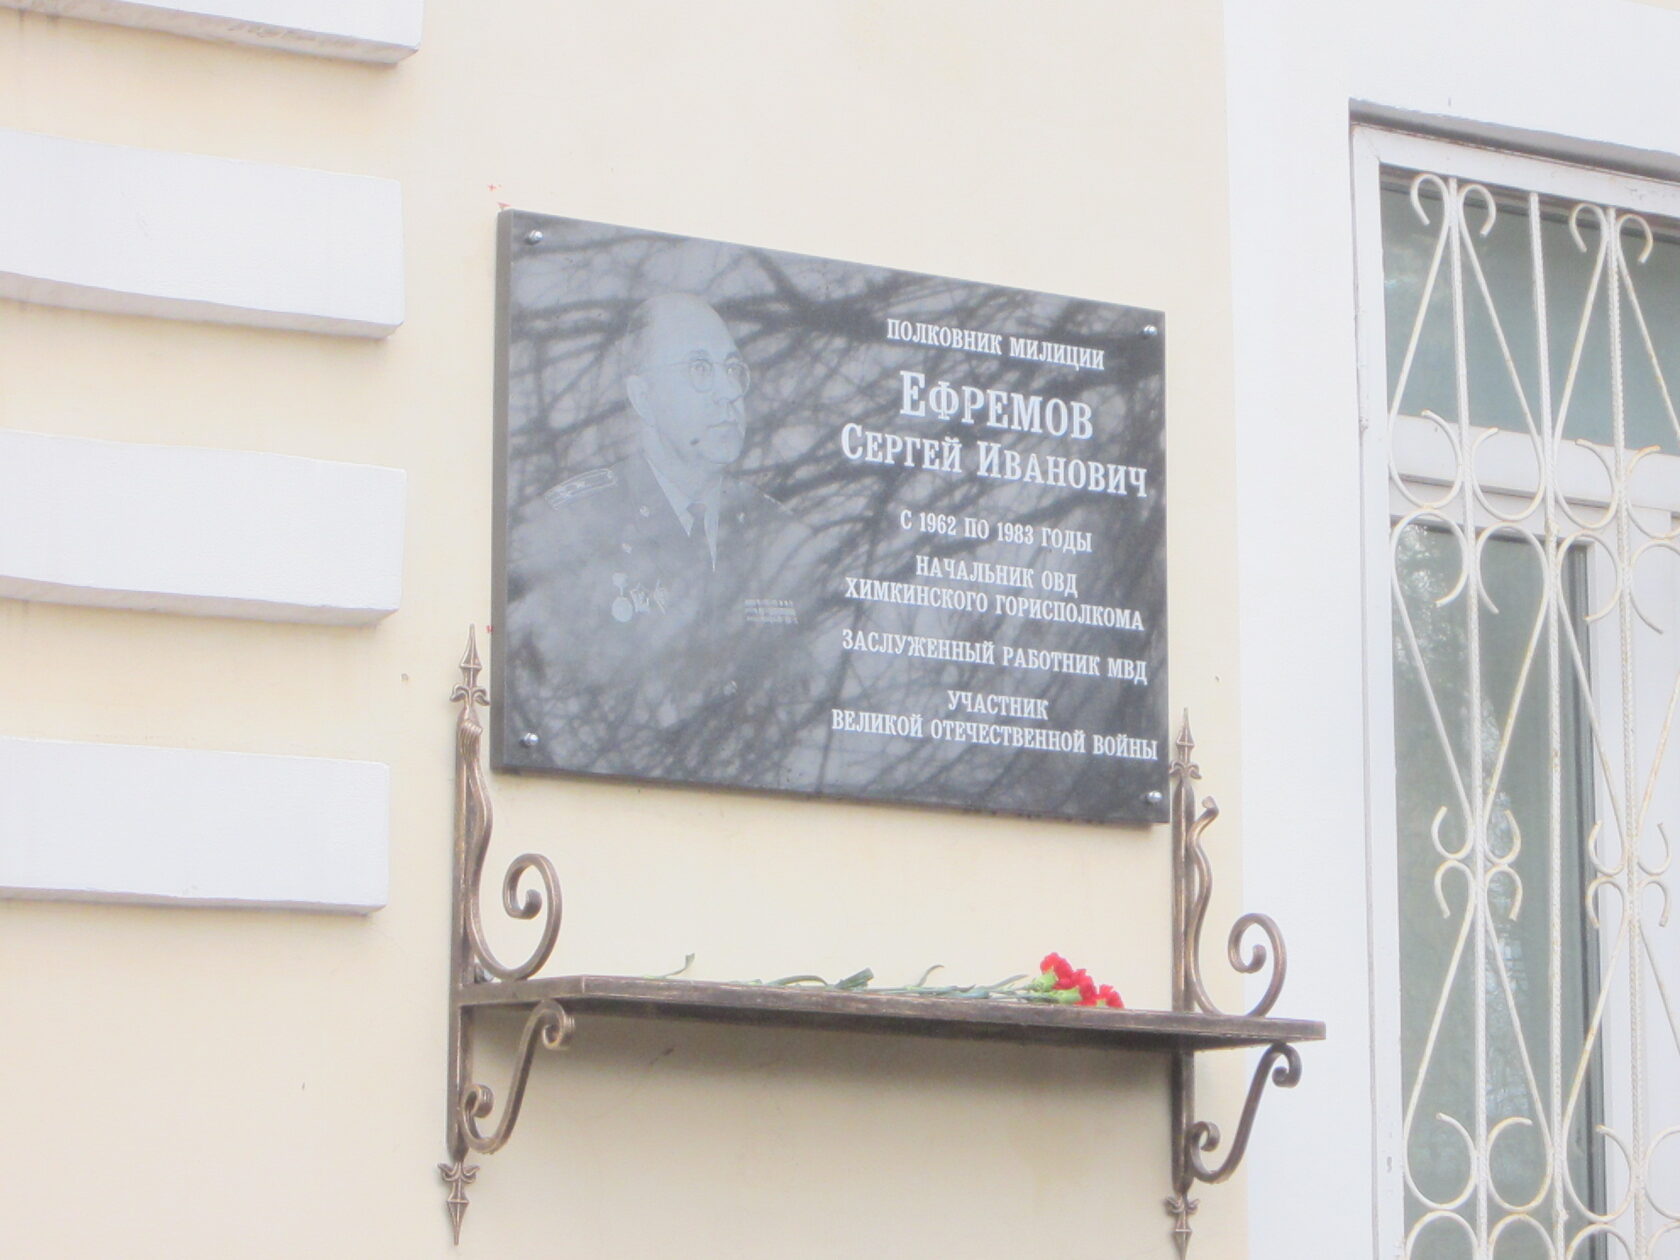 ПОЛКОВНИК МИЛИЦИИ
ЕФРЕМОВ
СЕРГЕЙ ИВАНОВИЧ
С 1962 ПО 1983 ГОДЫ
НАЧАЛЬНИК ОВД
ХИМКИНСКОГО ГОРИСПОЛКОМА
ЗАСЛУЖЕННЫЙ РАБОТНИК МВД
УЧАСТНИК
ВЕЛИКОЙ ОТЕЧЕСТВЕННОЙ ВОЙНЫ